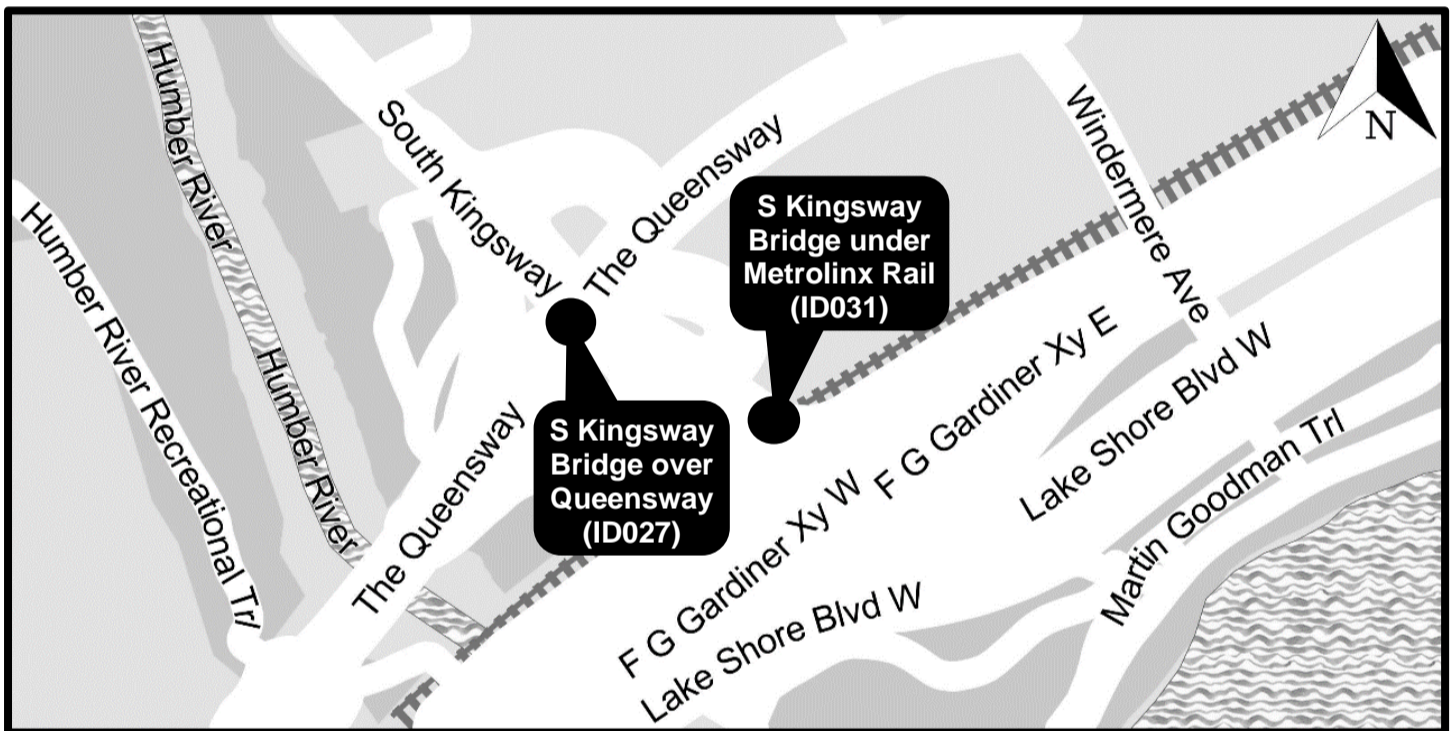 Humber River
South Kingsway
The Queensway
Windermere Ave
N
Humber River
Humber River Recreational Trl
S Kingsway
Bridge under
Metrolinx Rail
(ID031)
F G Gardiner Xy E
Humber River
The Queensway
S Kingsway
Bridge over
Queensway
(ID027)
Lake Shore Blvd W
F G Gardiner Xy W
Martin Goodman Trl
Lake Shore Blvd W